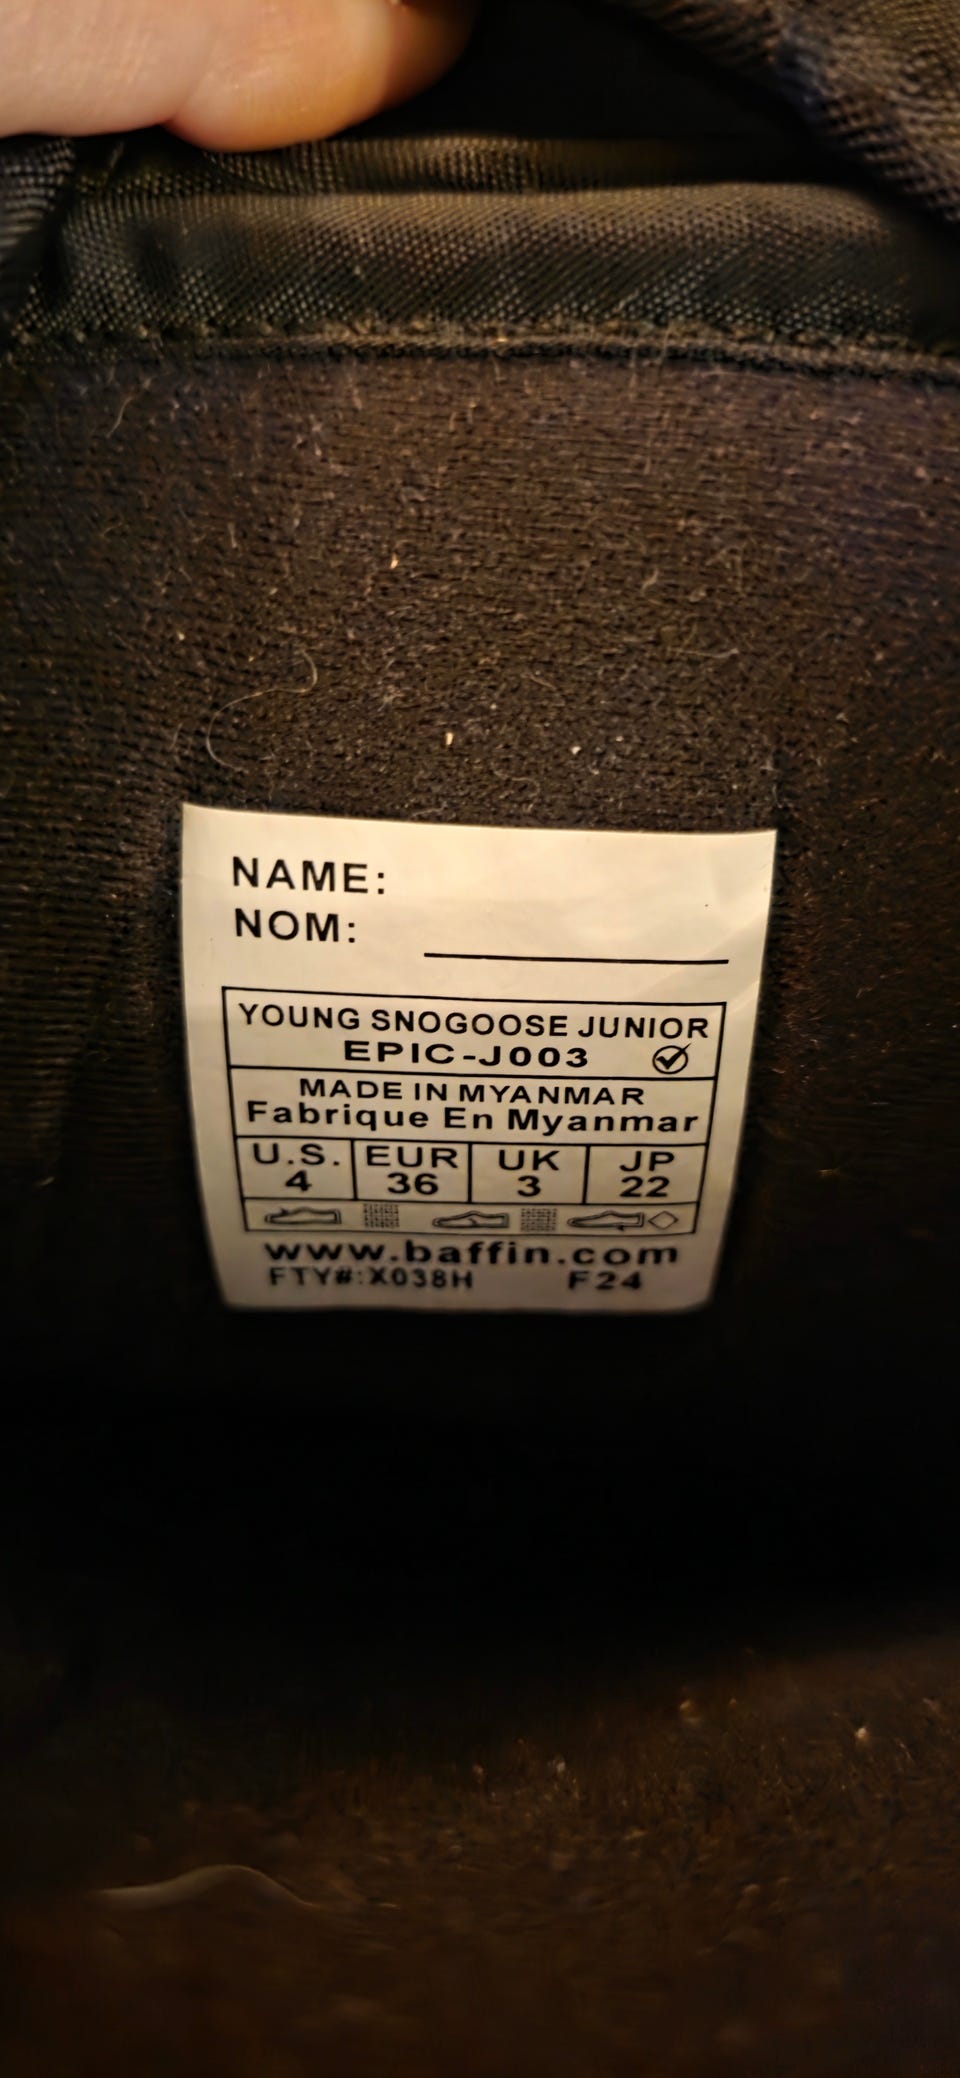 NAME:
NOM:
YOUNG SNOGOOSE JUNIOR
EPIC-J003
MADE IN MYANMAR
Fabrique En Myanmar
U.S. EUR UK JP
4 36 3 22
www.baffin.com
FTY#:X038H F24